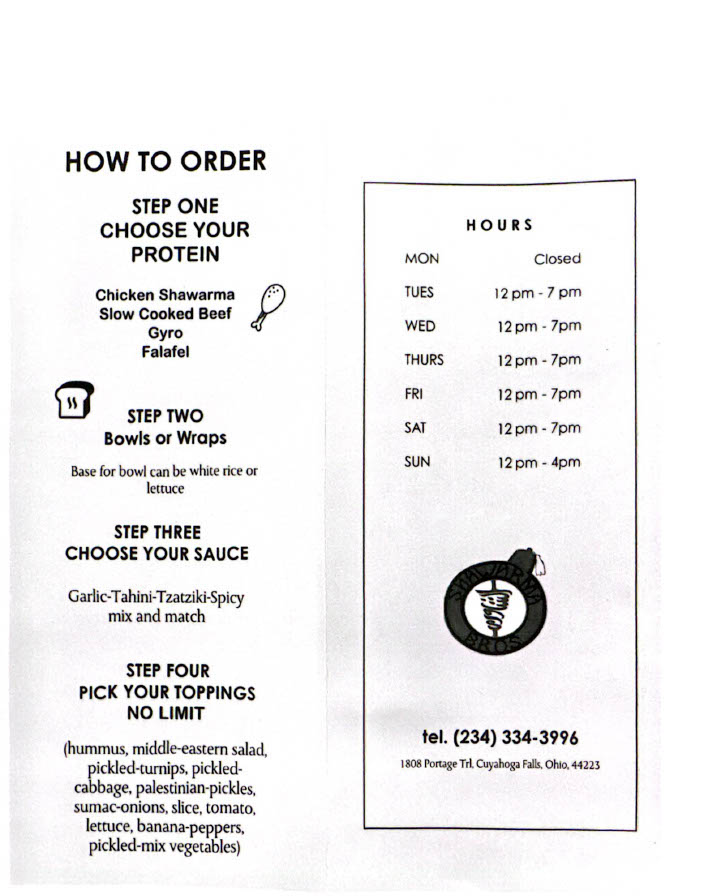 HOW TO ORDER
STEP ONE
CHOOSE YOUR
PROTEIN
Chicken Shawarma
Slow Cooked Beef
Gyro
Falafel
STEP TWO
Bowls or Wraps
Base for bowl can be white rice or
lettuce
STEP THREE
CHOOSE YOUR SAUCE
Garlic-Tahini-Tzatziki-Spicy
mix and match
STEP FOUR
PICK YOUR TOPPINGS
NO LIMIT
(hummus, middle-eastern salad,
pickled-turnips, pickled-
cabbage, palestinian-pickles,
sumac-onions, slice, tomato,
lettuce, banana-peppers,
pickled-mix vegetables)
HOURS
MON Closed
TUES 12 pm - 7 pm
WED 12 pm - 7pm
THURS 12 pm - 7pm
FRI 12 pm - 7pm
SAT 12 pm - 7pm
SUN 12 pm - 4pm
SHAWARMA
BROS
tel. (234) 334-3996
1808 Portage Trl, Cuyahoga Falls, Ohio, 44223